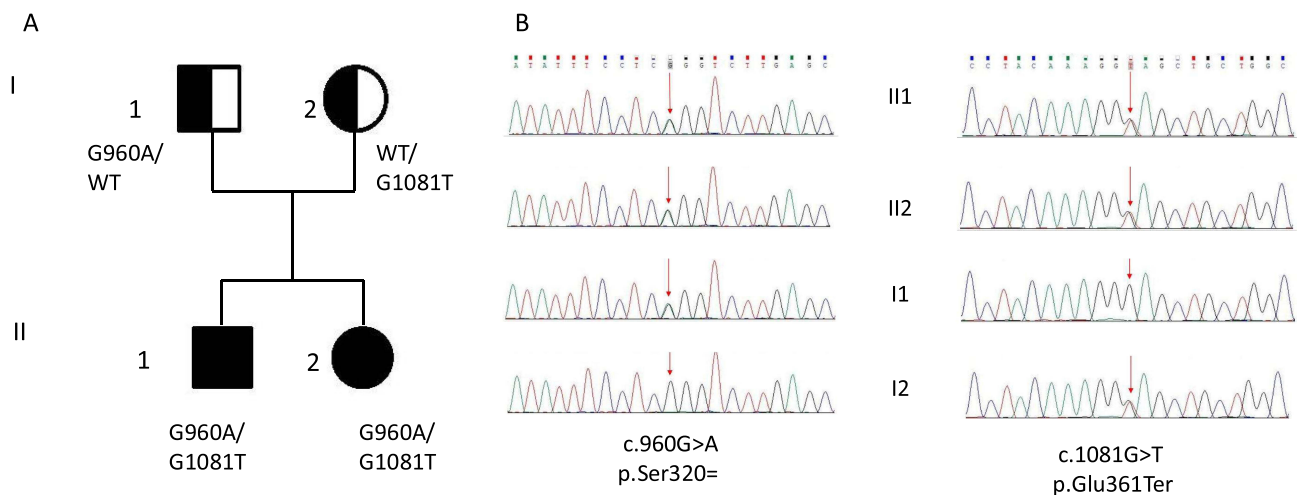 A
B
I
1
2
G960A/
WT
WT/
G1081T
II
1
2
G960A/
G1081T
G960A/
G1081T
A T A T T T C C T C G G G T C T T G A G C
C C T A C A A A G G T A G C T G C T G G C
II1
II2
I1
I2
c.960G>A
p.Ser320=
c.1081G>T
p.Glu361Ter